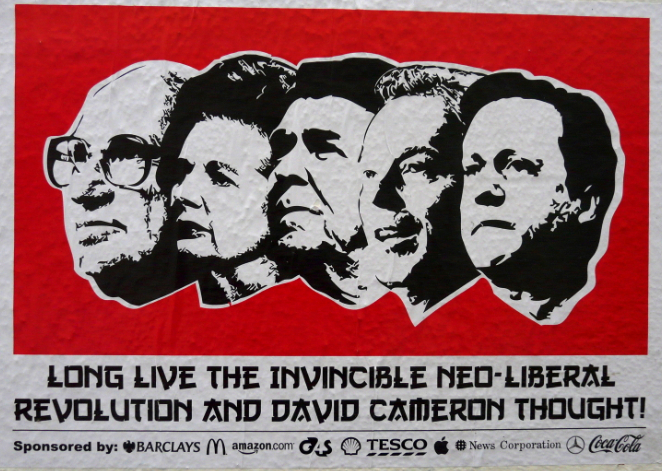 LONG LIVE THE INVINCIBLE NEO-LIBERAL
REVOLUTION AND DAVID CAMERON THOUGHT!
Sponsored by: BARCLAYS amazon.com G4S TESCO News Corporation Coca-Cola